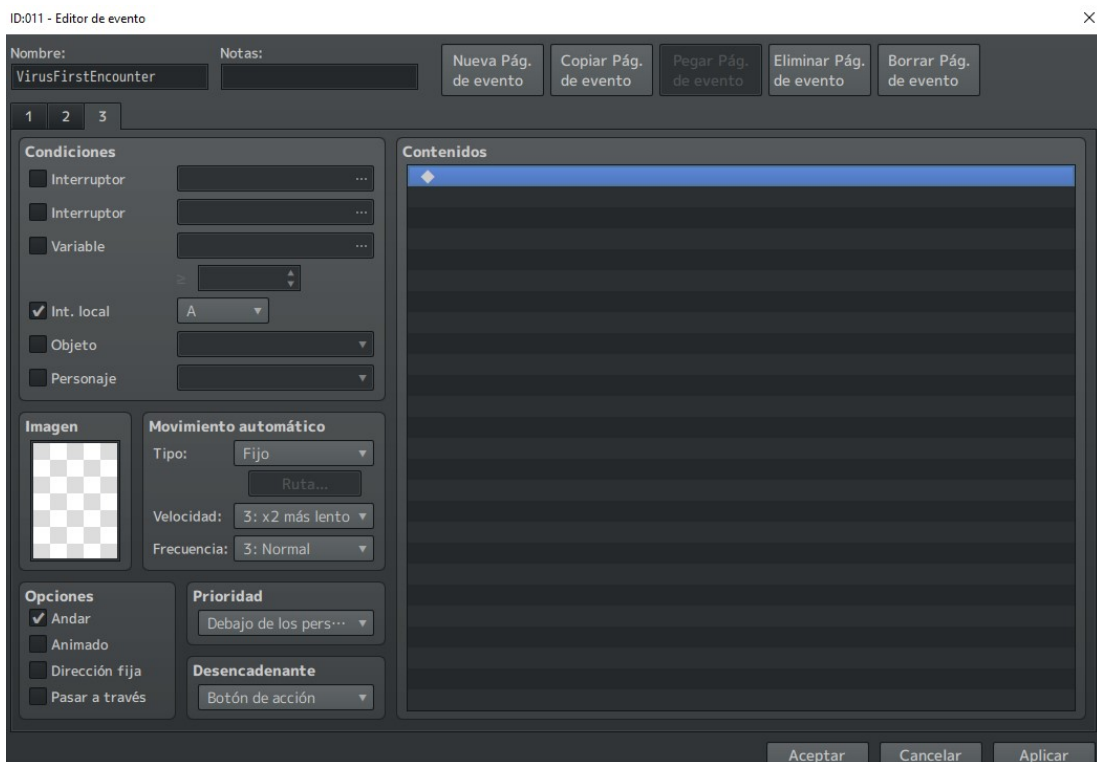 ID:011 - Editor de evento
Nombre:
Notas:
VirusFirstEncounter
Nueva Pág.
de evento
Copiar Pág.
de evento
Pegar Pág.
de evento
Eliminar Pág.
de evento
Borrar Pág.
de evento
1 2 3
Condiciones
Interruptor ...
Interruptor ...
Variable ...
≥
Int. local A
Objeto
Personaje
Contenidos
Imagen
Movimiento automático
Tipo: Fijo
Ruta...
Velocidad: 3: x2 más lento
Frecuencia: 3: Normal
Opciones
Andar
Animado
Dirección fija
Pasar a través
Prioridad
Debajo de los pers...
Desencadenante
Botón de acción
Aceptar
Cancelar
Aplicar